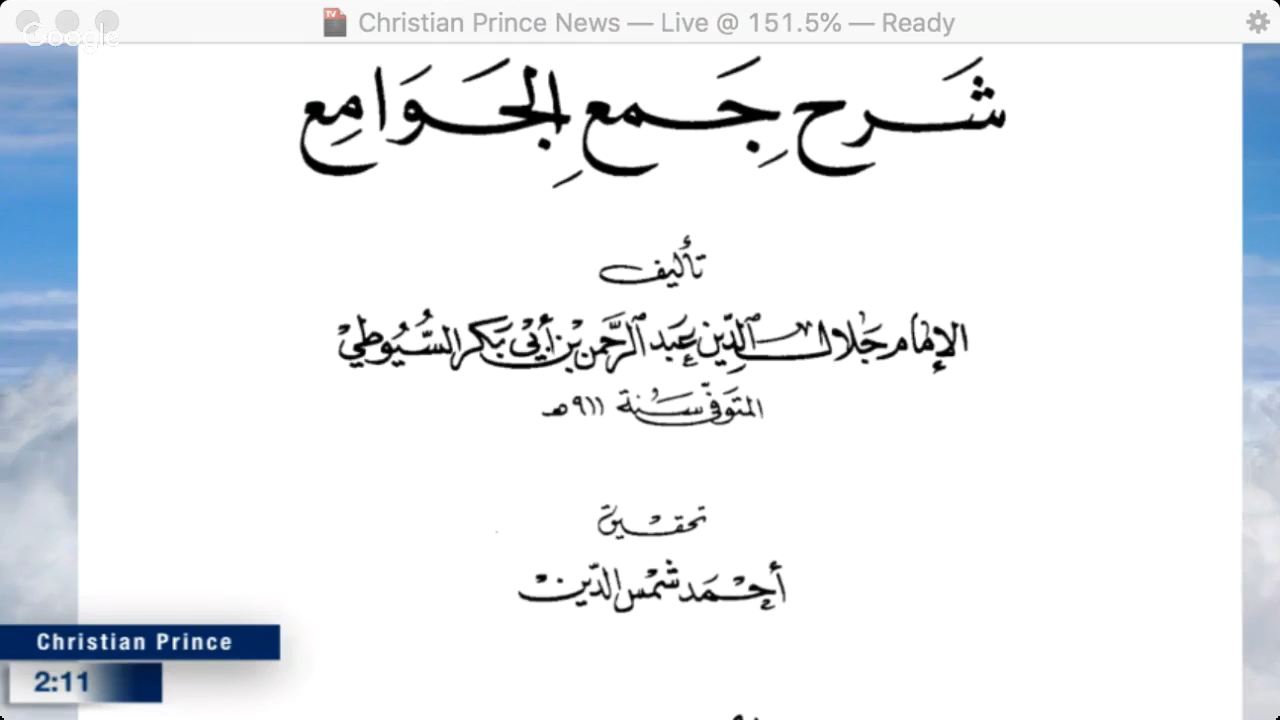 Christian Prince News — Live @ 151.5% — Ready
Google
شرح جمع الجوامع
تأليف
الإمام جلال الدين عبد الرحمن بن أبي بكر السيوطي
المتوفى سنة ٩١١ هـ
تحقيق
أحمد شمس الدين
Christian Prince
2:11